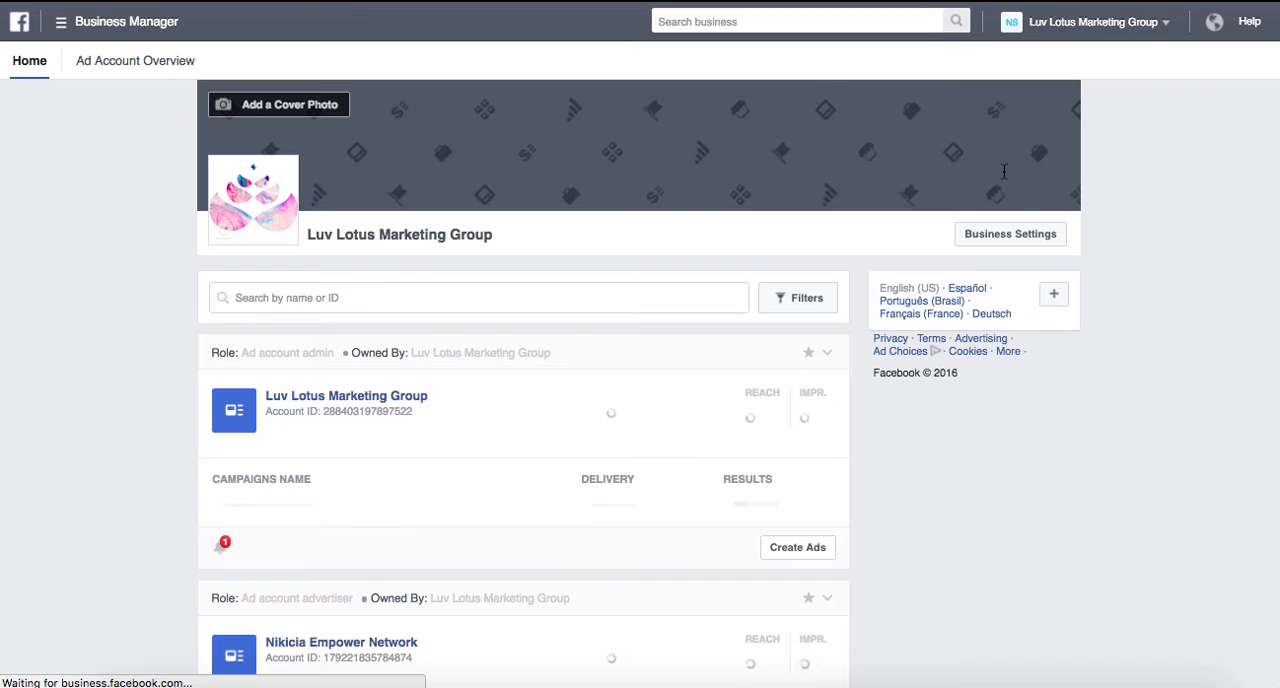 Business Manager
Search business
NS Luv Lotus Marketing Group
Help
Home
Ad Account Overview
Add a Cover Photo
Luv Lotus Marketing Group
Business Settings
Search by name or ID
Filters
English (US) · Español ·
Português (Brasil) ·
Français (France) · Deutsch
+
Privacy · Terms · Advertising ·
Ad Choices · Cookies · More ·
Facebook © 2016
Role: Ad account admin • Owned By: Luv Lotus Marketing Group
Luv Lotus Marketing Group
Account ID: 288403197897522
REACH
IMPR.
CAMPAIGNS NAME
DELIVERY
RESULTS
1
Create Ads
Role: Ad account advertiser • Owned By: Luv Lotus Marketing Group
Nikicia Empower Network
Account ID: 179221835784874
REACH
IMPR.
Waiting for business.facebook.com...